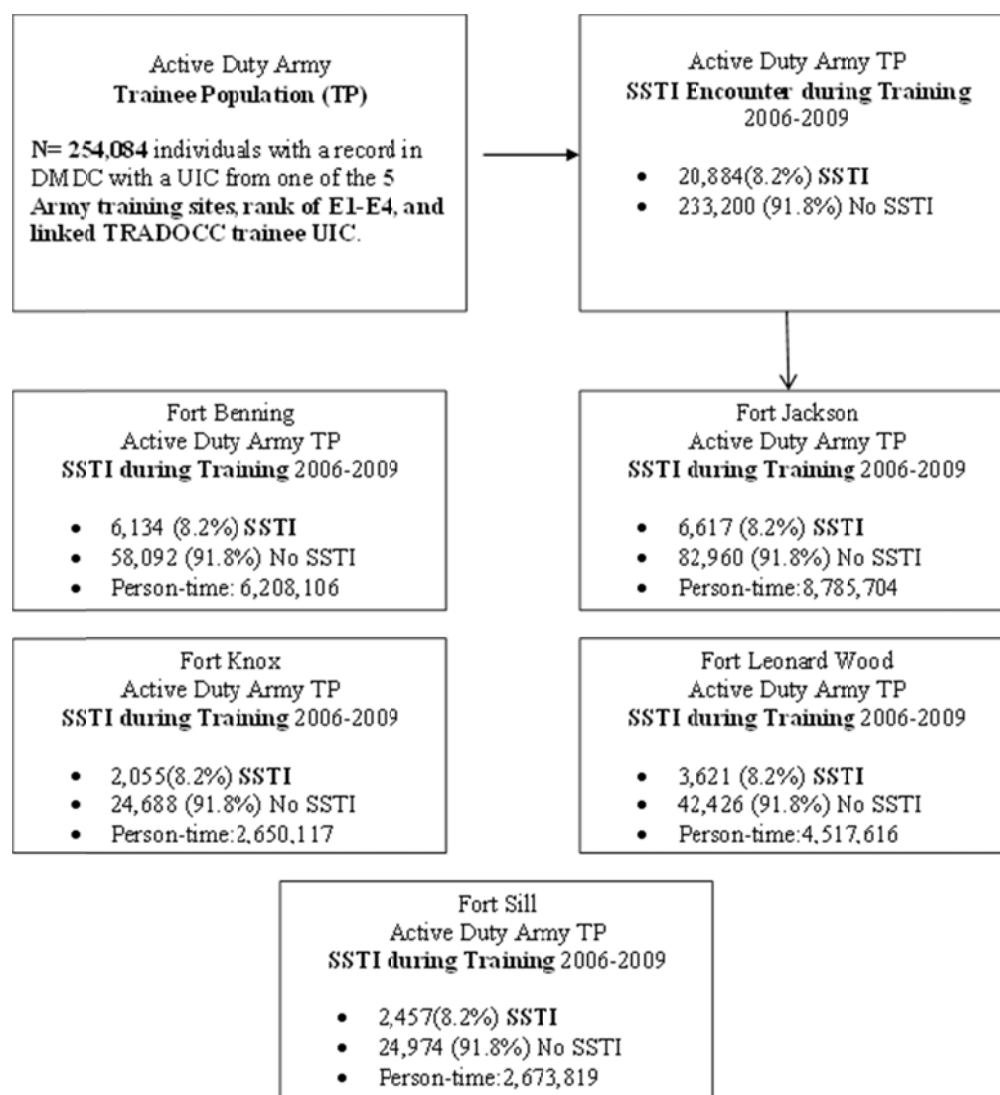 Active Duty Army
Trainee Population (TP)
N= 254,084 individuals with a record in
DMDC with a UIC from one of the 5
Army training sites, rank of E1-E4, and
linked TRADOCC trainee UIC.
Active Duty Army TP
SSTI Encounter during Training
2006-2009
• 20,884(8.2%) SSTI
• 233,200 (91.8%) No SSTI
Fort Benning
Active Duty Army TP
SSTI during Training 2006-2009
• 6,134 (8.2%) SSTI
• 58,092 (91.8%) No SSTI
• Person-time: 6,208,106
Fort Jackson
Active Duty Army TP
SSTI during Training 2006-2009
• 6,617 (8.2%) SSTI
• 82,960 (91.8%) No SSTI
• Person-time:8,785,704
Fort Knox
Active Duty Army TP
SSTI during Training 2006-2009
• 2,055(8.2%) SSTI
• 24,688 (91.8%) No SSTI
• Person-time:2,650,117
Fort Leonard Wood
Active Duty Army TP
SSTI during Training 2006-2009
• 3,621 (8.2%) SSTI
• 42,426 (91.8%) No SSTI
• Person-time:4,517,616
Fort Sill
Active Duty Army TP
SSTI during Training 2006-2009
• 2,457(8.2%) SSTI
• 24,974 (91.8%) No SSTI
• Person-time:2,673,819